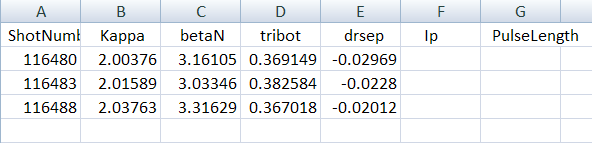 A B C D E F G
ShotNumb Kappa betaN tribot drsep Ip PulseLength
116480 2.00376 3.16105 0.369149 -0.02969
116483 2.01589 3.03346 0.382584 -0.0228
116488 2.03763 3.31629 0.367018 -0.02012